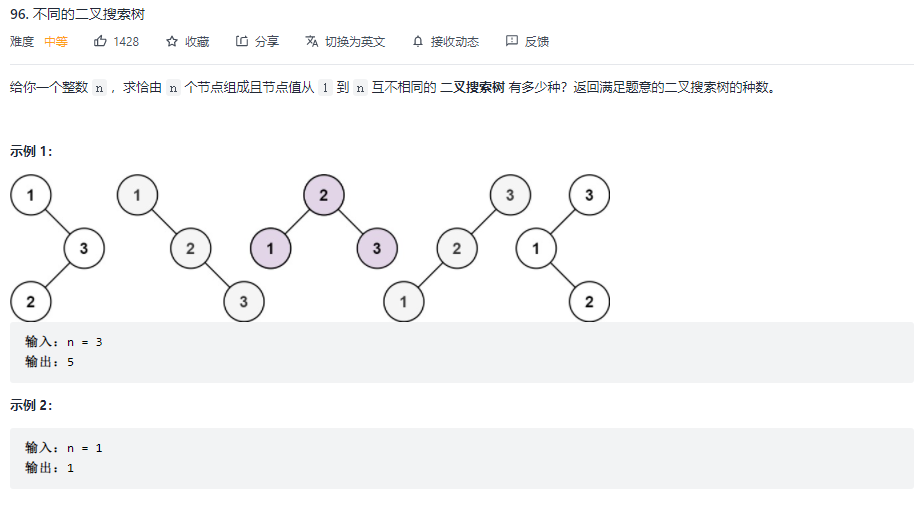 96. 不同的二叉搜索树
难度 中等 1428 收藏 分享 切换为英文 接收动态 反馈
给你一个整数 n ，求恰由 n 个节点组成且节点值从 1 到 n 互不相同的 二叉搜索树 有多少种？返回满足题意的二叉搜索树的种数。
示例 1：
1 1 2 3 3
3 2 1 3 2 1
2 3 1 2
输入：n = 3
输出：5
示例 2：
输入：n = 1
输出：1